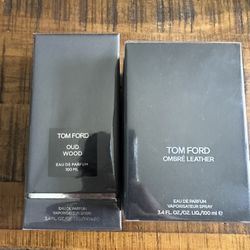 TOM FORD
OUD
WOOD
EAU DE PARFUM
100 ML
EAU DE PARFUM
VAPORISATEUR SPRAY
TOM FORD
OMBRÉ LEATHER
EAU DE PARFUM
VAPORISATEUR SPRAY
3.4 FL.OZ./OZ. LIQ./100 ml ℮